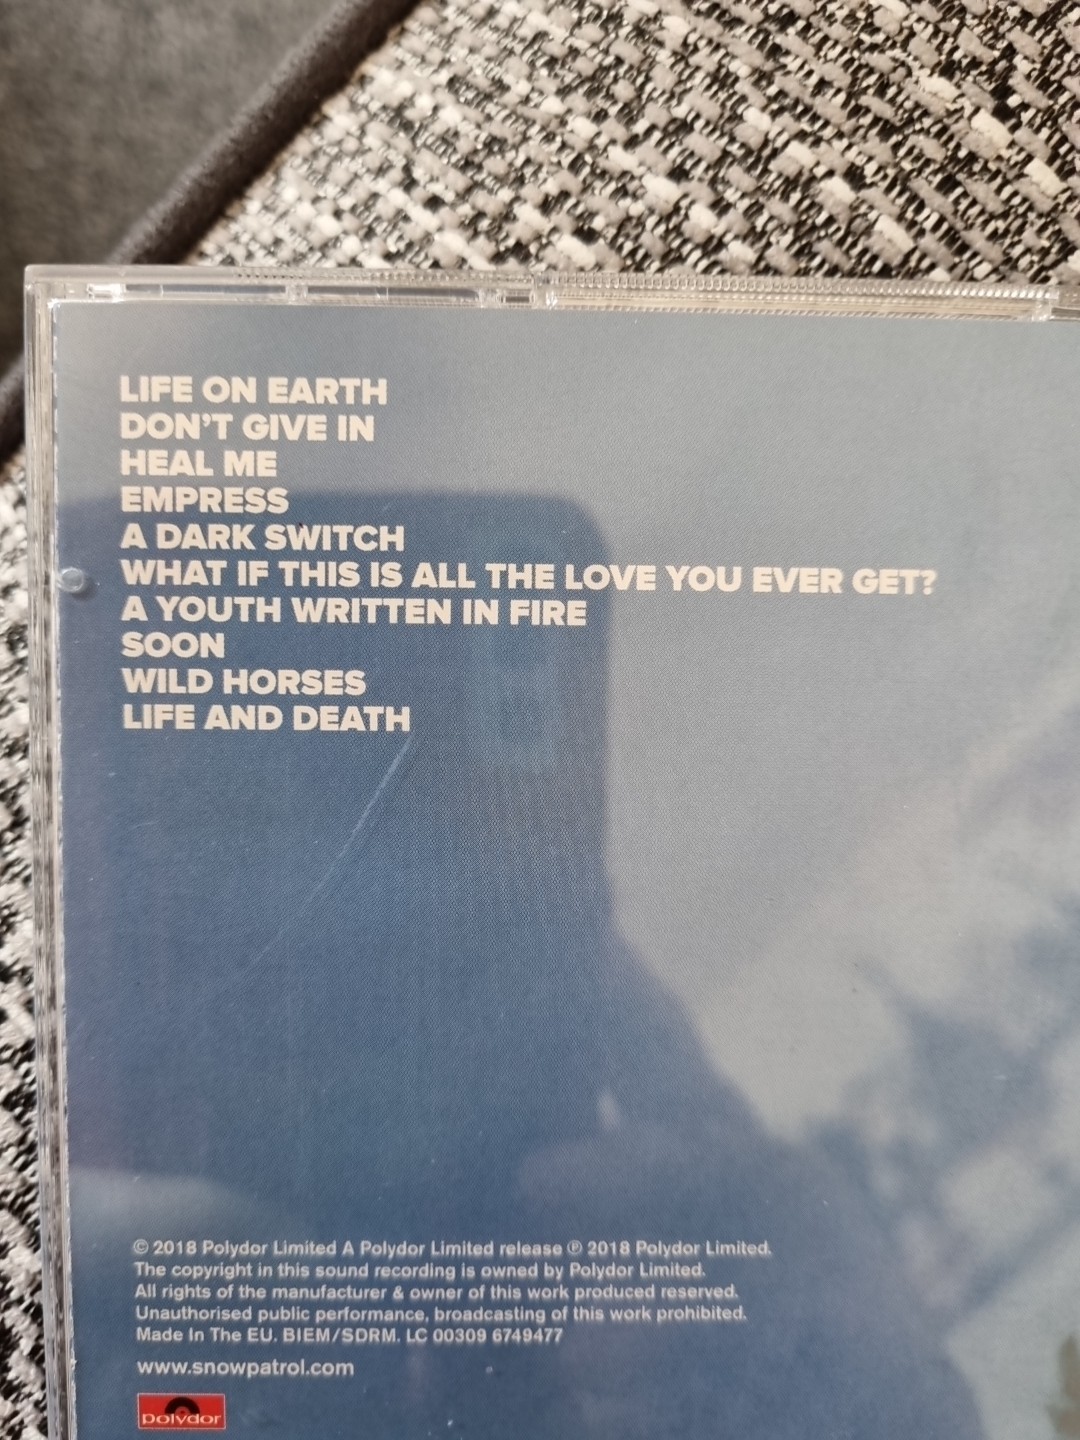 LIFE ON EARTH
DON'T GIVE IN
HEAL ME
EMPRESS
A DARK SWITCH
WHAT IF THIS IS ALL THE LOVE YOU EVER GET?
A YOUTH WRITTEN IN FIRE
SOON
WILD HORSES
LIFE AND DEATH
© 2018 Polydor Limited A Polydor Limited release ℗ 2018 Polydor Limited.
The copyright in this sound recording is owned by Polydor Limited.
All rights of the manufacturer & owner of this work produced reserved.
Unauthorised public performance, broadcasting of this work prohibited.
Made In The EU. BIEM/SDRM. LC 00309 6749477
www.snowpatrol.com
polydor